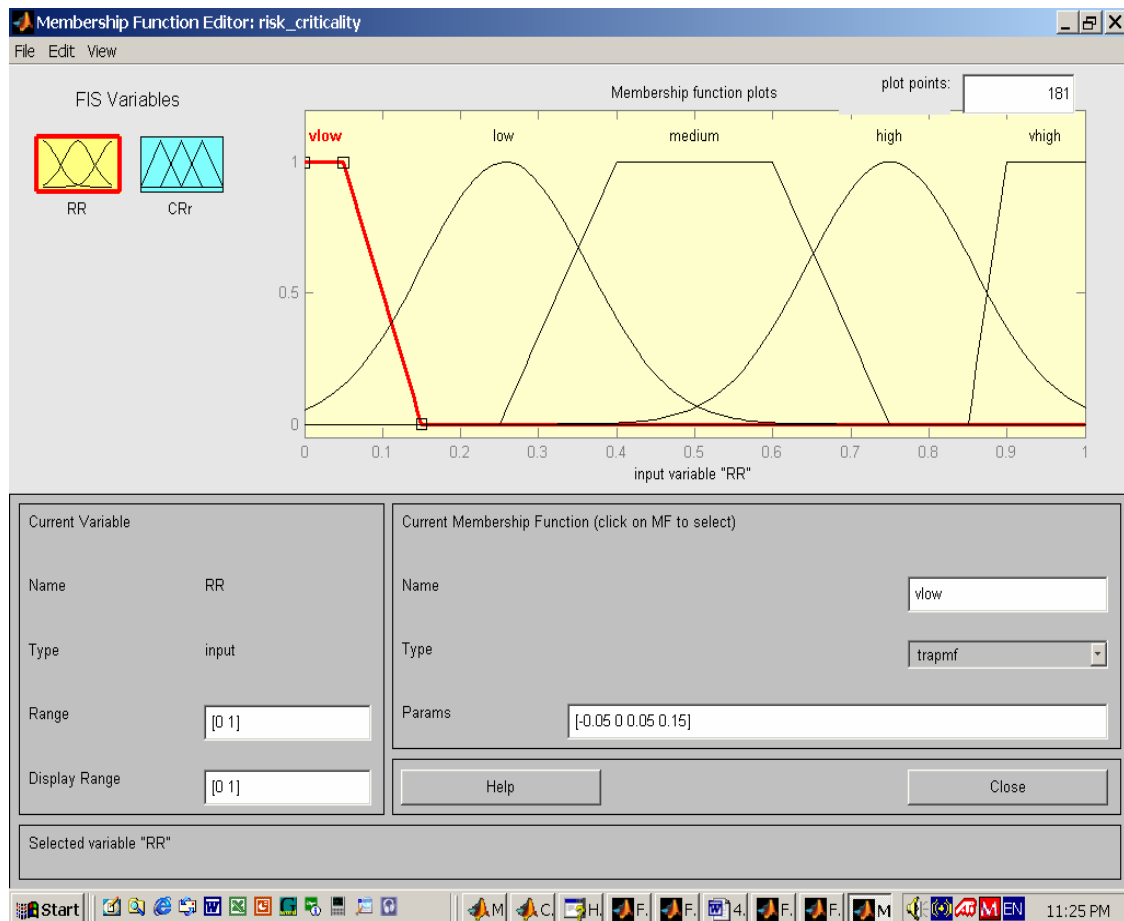 Membership Function Editor: risk_criticality
File Edit View
FIS Variables
RR
CRr
Membership function plots
plot points:
181
vlow
low
medium
high
vhigh
1
0.5
0
0 0.1 0.2 0.3 0.4 0.5 0.6 0.7 0.8 0.9 1
input variable "RR"
Current Variable
Name RR
Type input
Range [0 1]
Display Range [0 1]
Current Membership Function (click on MF to select)
Name vlow
Type trapmf
Params [-0.05 0 0.05 0.15]
Help
Close
Selected variable "RR"
Start M C. H. F. F. 4. F. F. M EN 11:25 PM